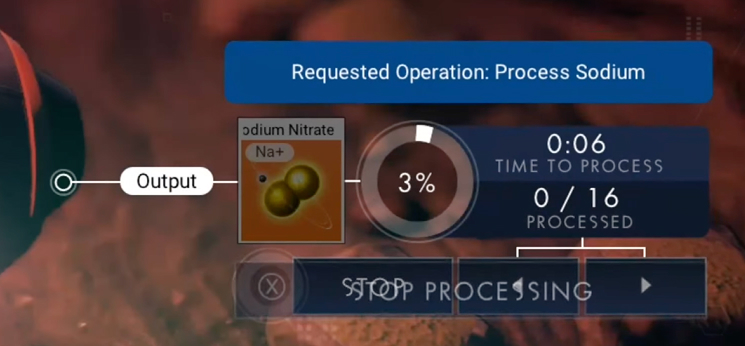 Requested Operation: Process Sodium
odium Nitrate
Na+
Output
3%
0:06
TIME TO PROCESS
0 / 16
PROCESSED
X
STOP
STOP PROCESSING